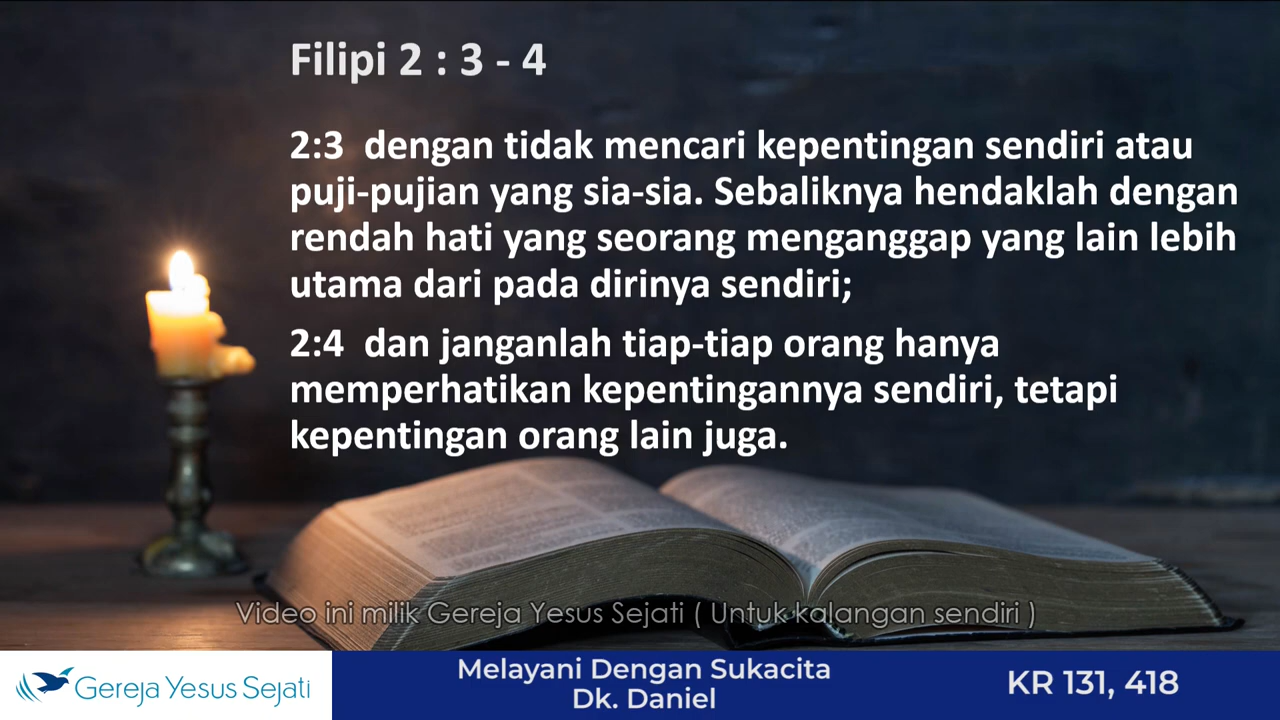 Filipi 2 : 3 - 4
2:3 dengan tidak mencari kepentingan sendiri atau
puji-pujian yang sia-sia. Sebaliknya hendaklah dengan
rendah hati yang seorang menganggap yang lain lebih
utama dari pada dirinya sendiri;
2:4 dan janganlah tiap-tiap orang hanya
memperhatikan kepentingannya sendiri, tetapi
kepentingan orang lain juga.
Video ini milik Gereja Yesus Sejati ( Untuk kalangan sendiri )
Gereja Yesus Sejati
Melayani Dengan Sukacita
Dk. Daniel
KR 131, 418